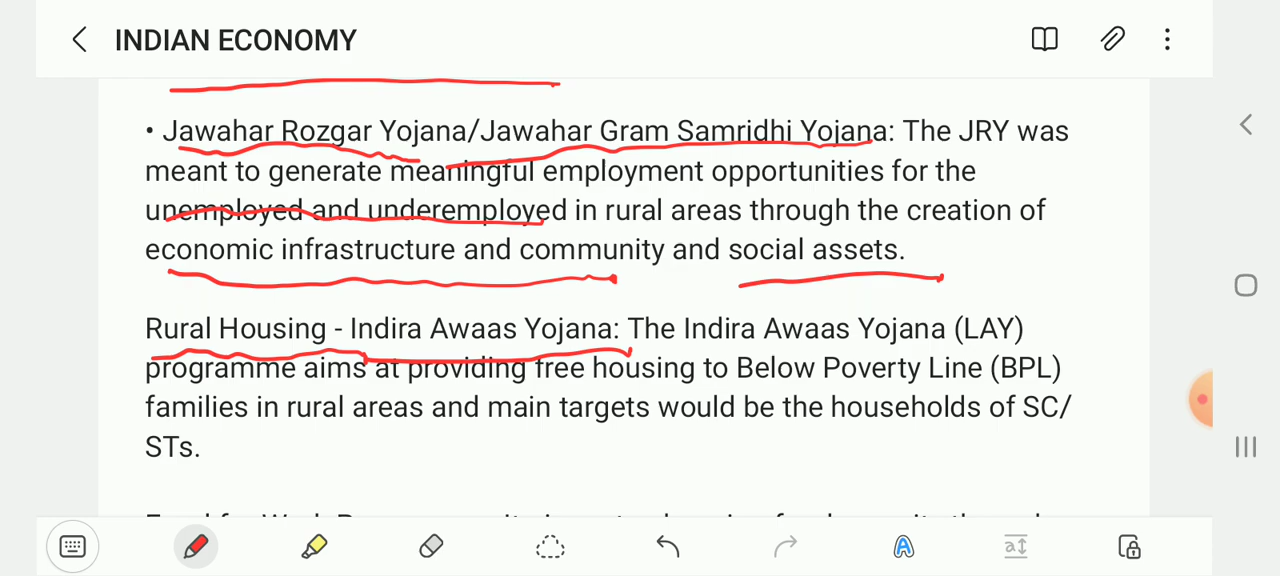 INDIAN ECONOMY
• Jawahar Rozgar Yojana/Jawahar Gram Samridhi Yojana: The JRY was
meant to generate meaningful employment opportunities for the
unemployed and underemployed in rural areas through the creation of
economic infrastructure and community and social assets.
Rural Housing - Indira Awaas Yojana: The Indira Awaas Yojana (LAY)
programme aims at providing free housing to Below Poverty Line (BPL)
families in rural areas and main targets would be the households of SC/
STs.